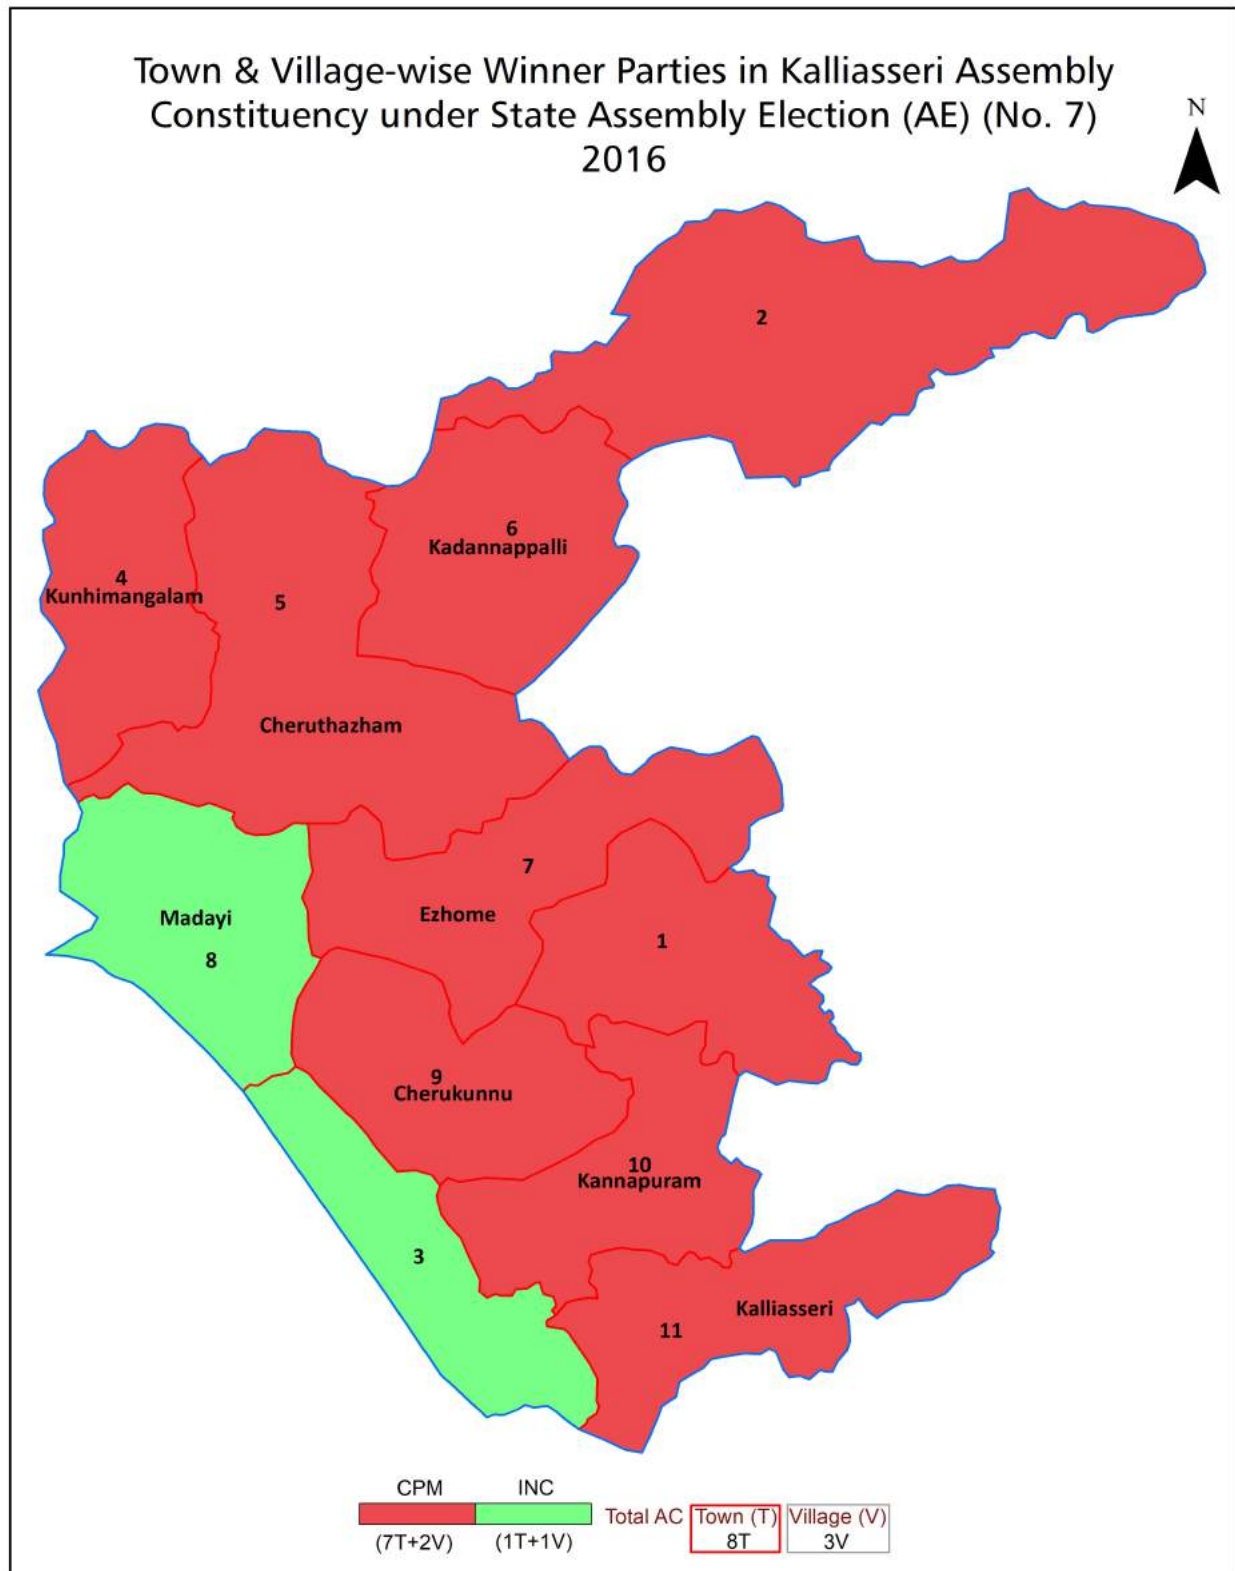 Town & Village-wise Winner Parties in Kalliasseri Assembly
Constituency under State Assembly Election (AE) (No. 7)
2016
N
2
6
Kadannappalli
4
Kunhimangalam
5
Cheruthazham
7
Ezhome
Madayi
8
1
9
Cherukunnu
10
Kannapuram
3
Kalliasseri
11
CPM INC
Total AC Town (T) Village (V)
(7T+2V) (1T+1V) 8T 3V